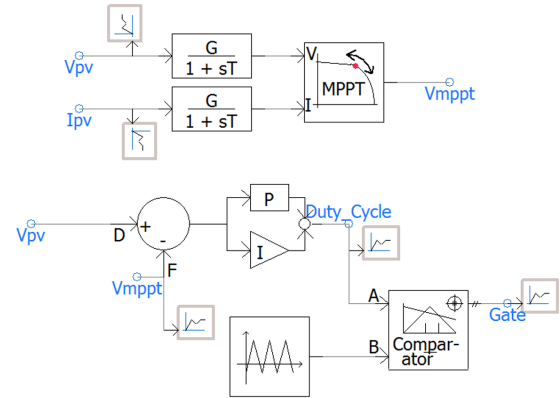 Vpv
G
1 + sT
V
Ipv
G
1 + sT
I
MPPT
Vmppt
P
Duty_Cycle
Vpv
D
+
-
I
F
Vmppt
A
Gate
B
Compar-
ator